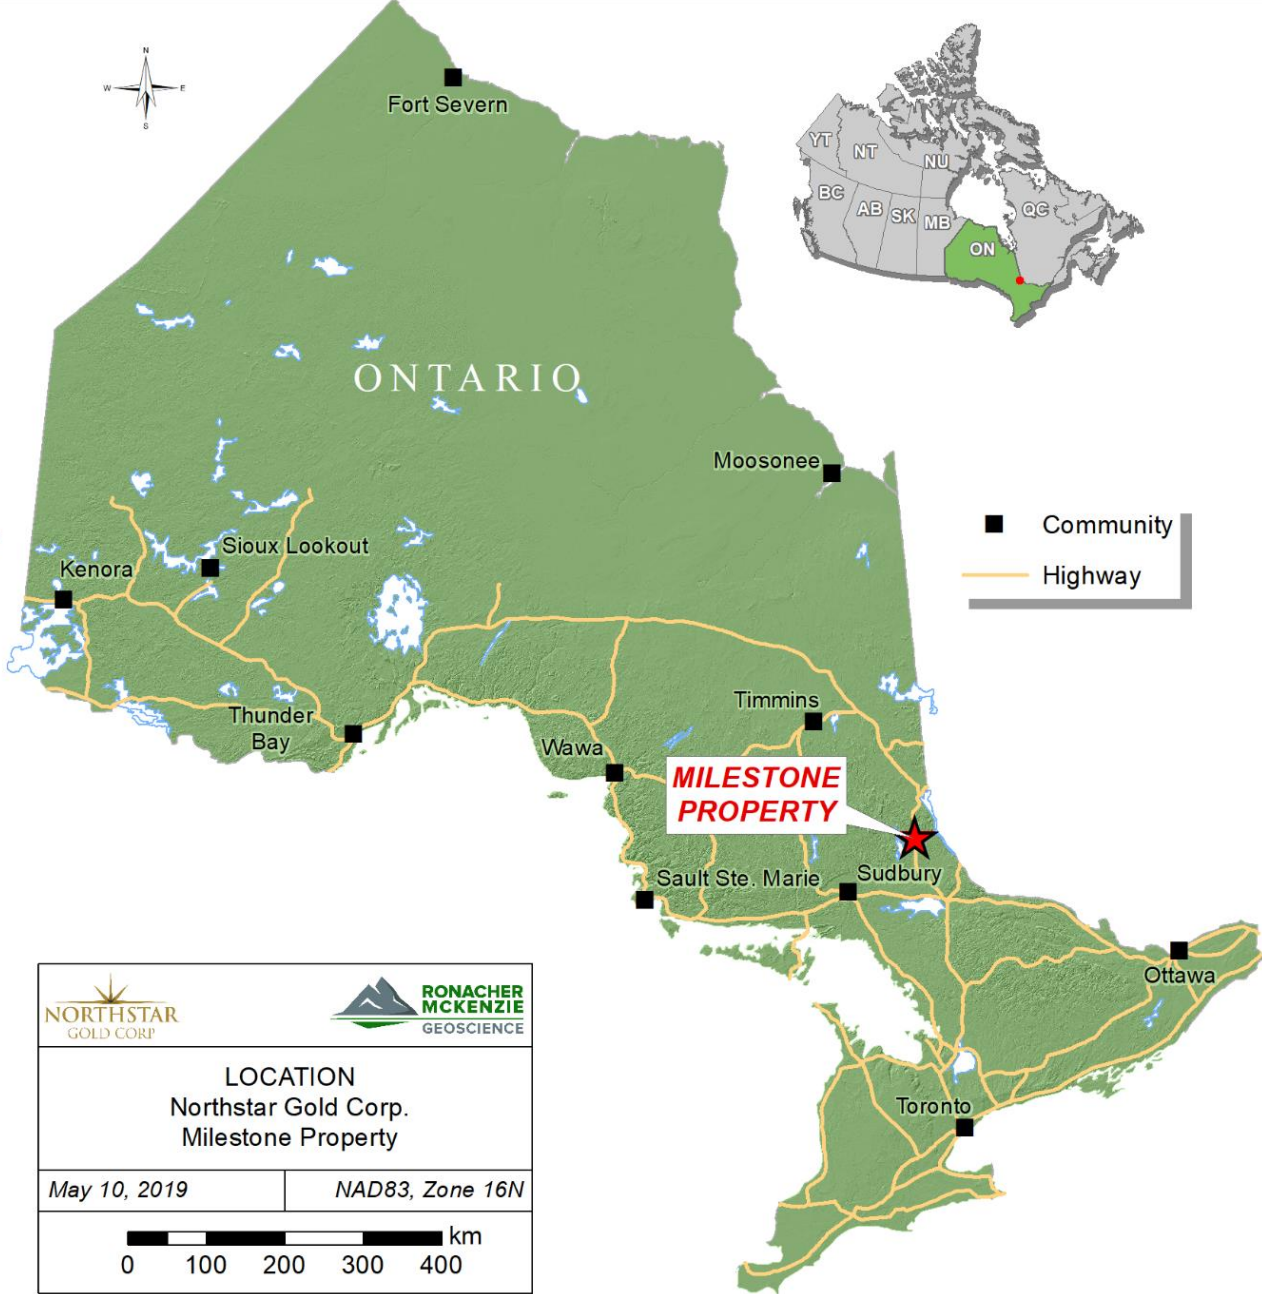 N
W E
S
Fort Severn
YT
NT
NU
BC
AB
SK
MB
QC
ON
ONTARIO
Moosonee
Community
Highway
Sioux Lookout
Kenora
Timmins
Thunder
Bay
Wawa
MILESTONE
PROPERTY
Sault Ste. Marie
Sudbury
Ottawa
Toronto
NORTHSTAR
GOLD CORP
RONACHER
MCKENZIE
GEOSCIENCE
LOCATION
Northstar Gold Corp.
Milestone Property
May 10, 2019
NAD83, Zone 16N
km
0 100 200 300 400